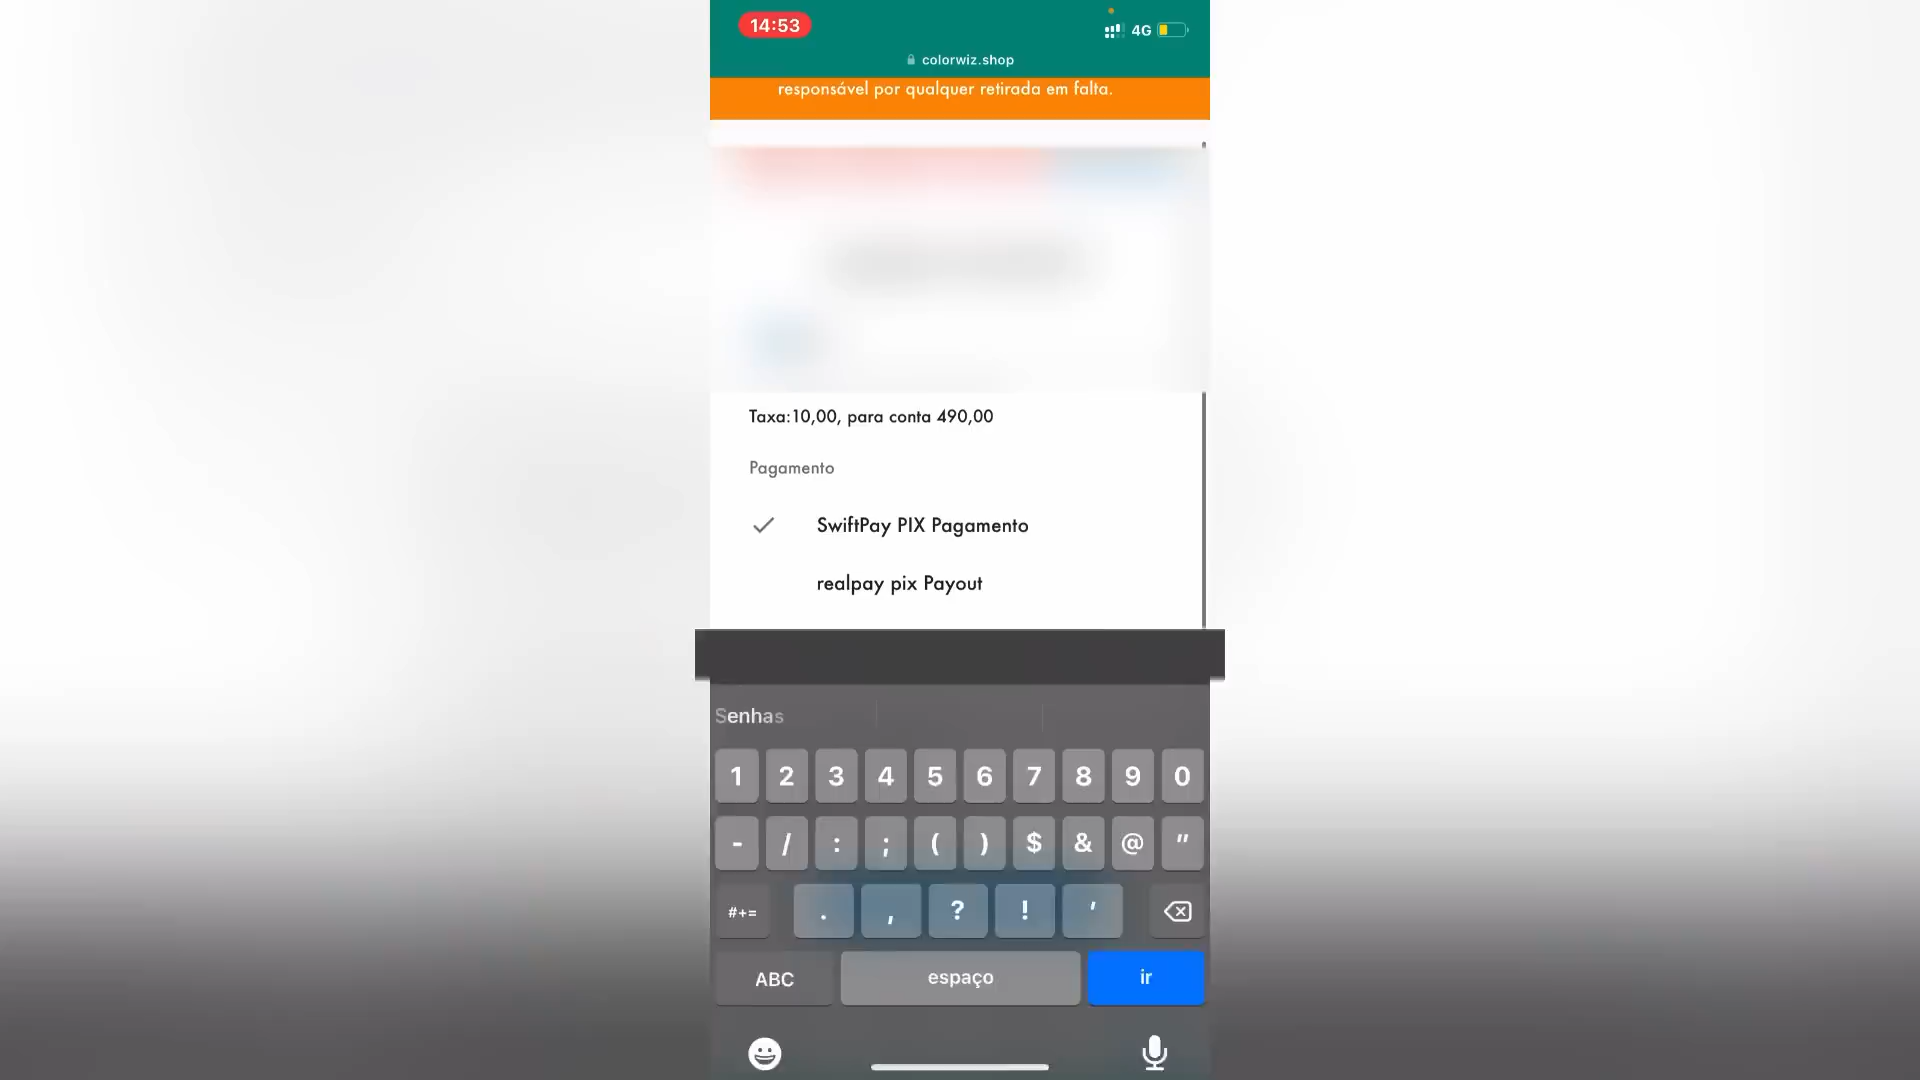 14:53
4G
colorwiz.shop
responsável por qualquer retirada em falta.
Taxa:10,00, para conta 490,00
Pagamento
SwiftPay PIX Pagamento
realpay pix Payout
Senhas
1 2 3 4 5 6 7 8 9 0
- / : ; ( ) $ & @ "
#+= . , ? ! '
ABC espaço ir